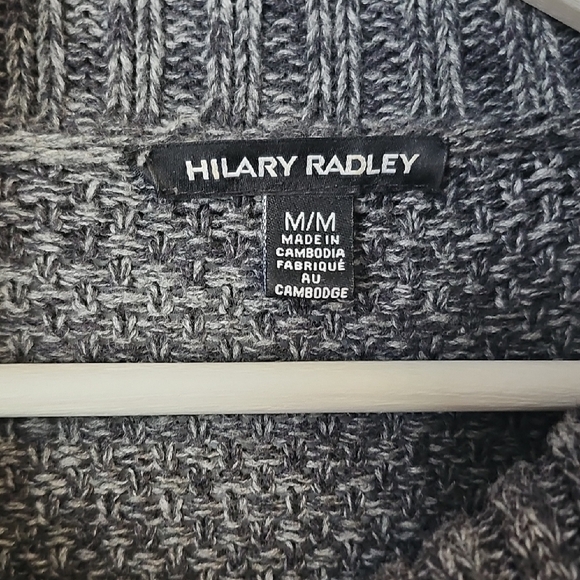 HILARY RADLEY
M/M
MADE IN
CAMBODIA
FABRIQUÉ
AU
CAMBODGE